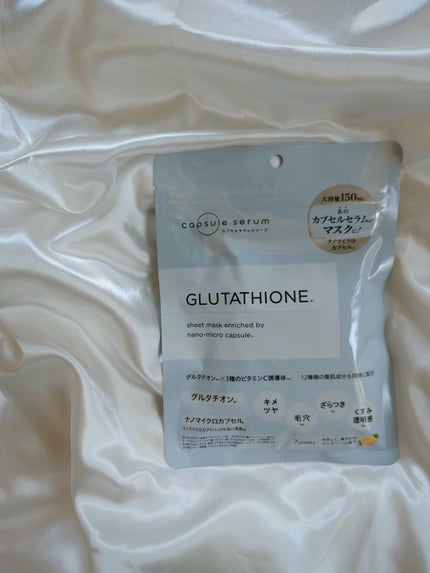 大容量150mL
あの
カプセルセラムが
マスクに!
ナノマイクロ
カプセル
capsule serum
カプセルセラムシリーズ
GLUTATHIONE
sheet mask enriched by
nano-micro capsule
グルタチオン×3種のビタミンC誘導体
12種類の整肌成分も同時に配合
グルタチオン
キメ
ツヤ
毛穴
ざらつき
くすみ
透明感
ナノマイクロカプセル
7 sheets